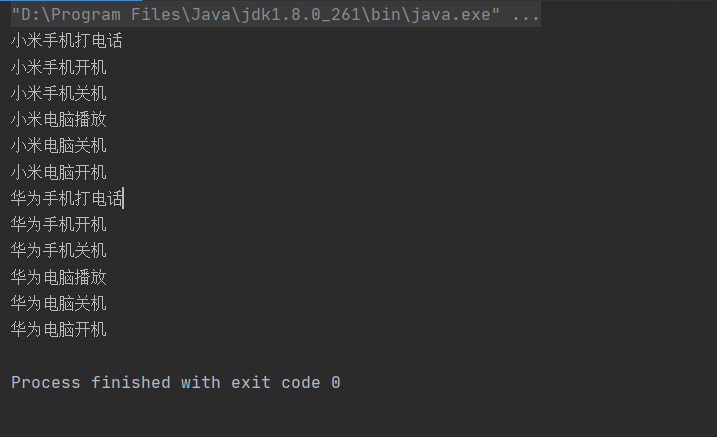 "D:\Program Files\Java\jdk1.8.0_261\bin\java.exe" ...
小米手机打电话
小米手机开机
小米手机关机
小米电脑播放
小米电脑关机
小米电脑开机
华为手机打电话
华为手机开机
华为手机关机
华为电脑播放
华为电脑关机
华为电脑开机
Process finished with exit code 0